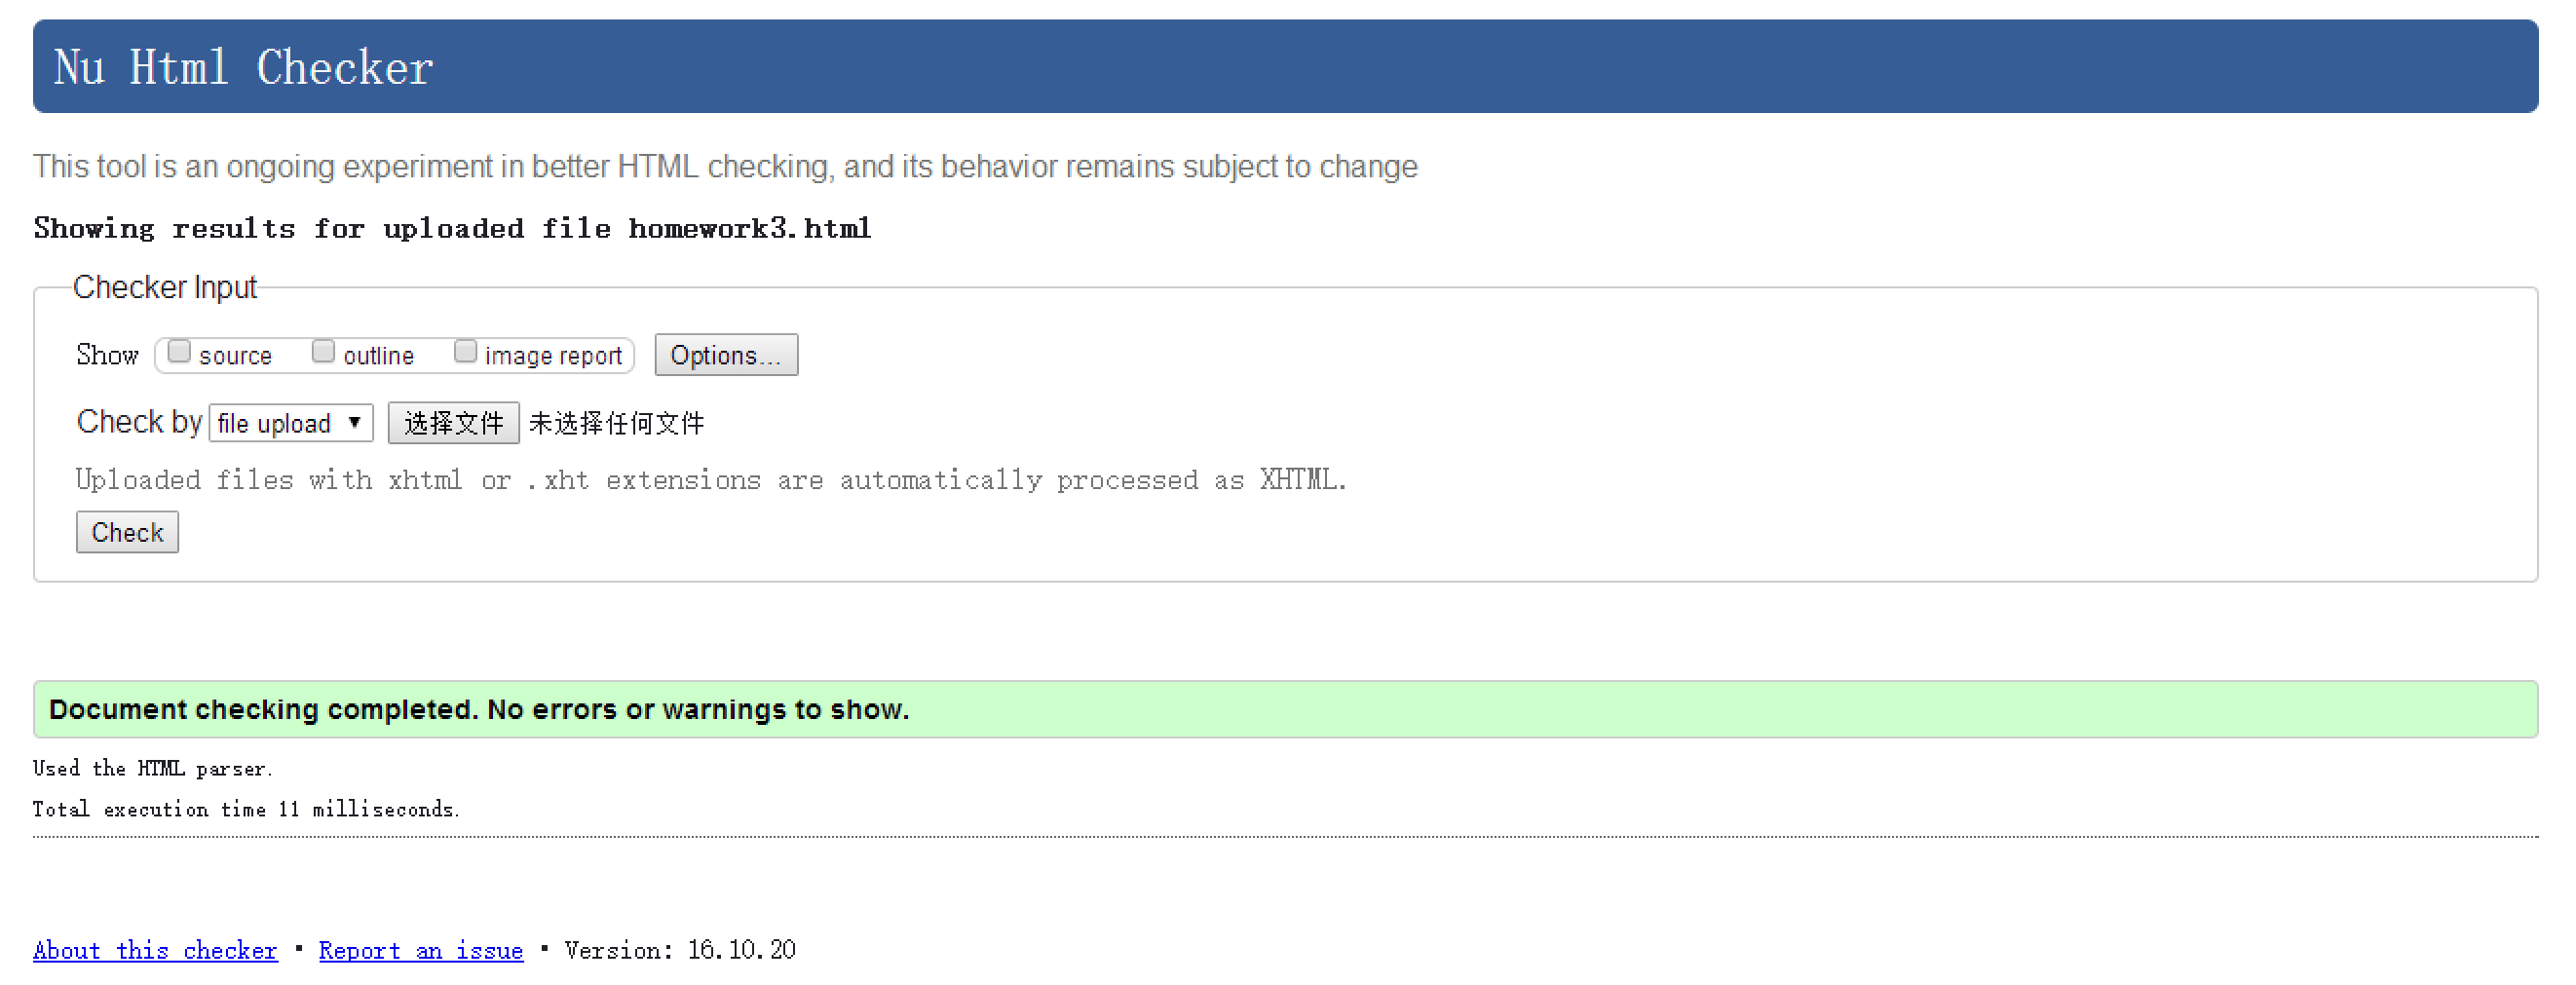 Nu Html Checker
This tool is an ongoing experiment in better HTML checking, and its behavior remains subject to change
Showing results for uploaded file homework3.html
Checker Input
Show source outline image report Options...
Check by file upload ▼ 选择文件 未选择任何文件
Uploaded files with xhtml or .xht extensions are automatically processed as XHTML.
Check
Document checking completed. No errors or warnings to show.
Used the HTML parser.
Total execution time 11 milliseconds.
About this checker • Report an issue • Version: 16.10.20